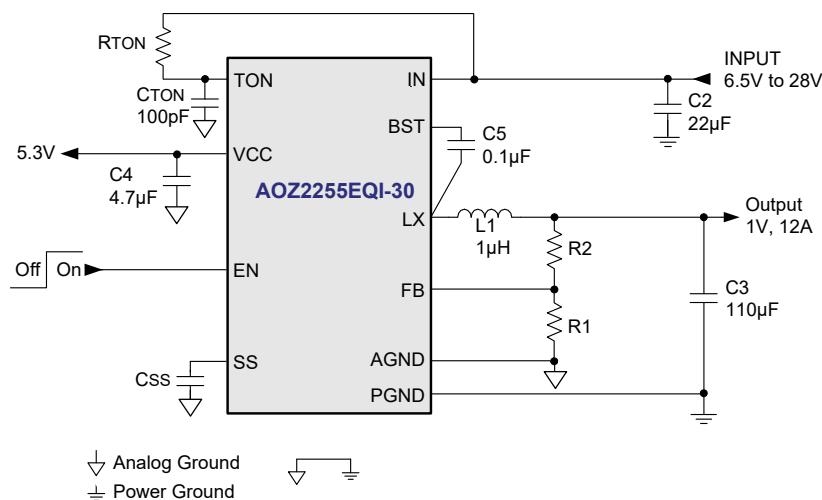 RTON
TON
CTON
100pF
IN
INPUT
6.5V to 28V
C2
22µF
BST
C5
0.1µF
5.3V
VCC
C4
4.7µF
AOZ2255EQI-30
LX
L1
1µH
Output
1V, 12A
R2
Off
On
EN
FB
C3
110µF
R1
SS
CSS
AGND
PGND
Analog Ground
Power Ground